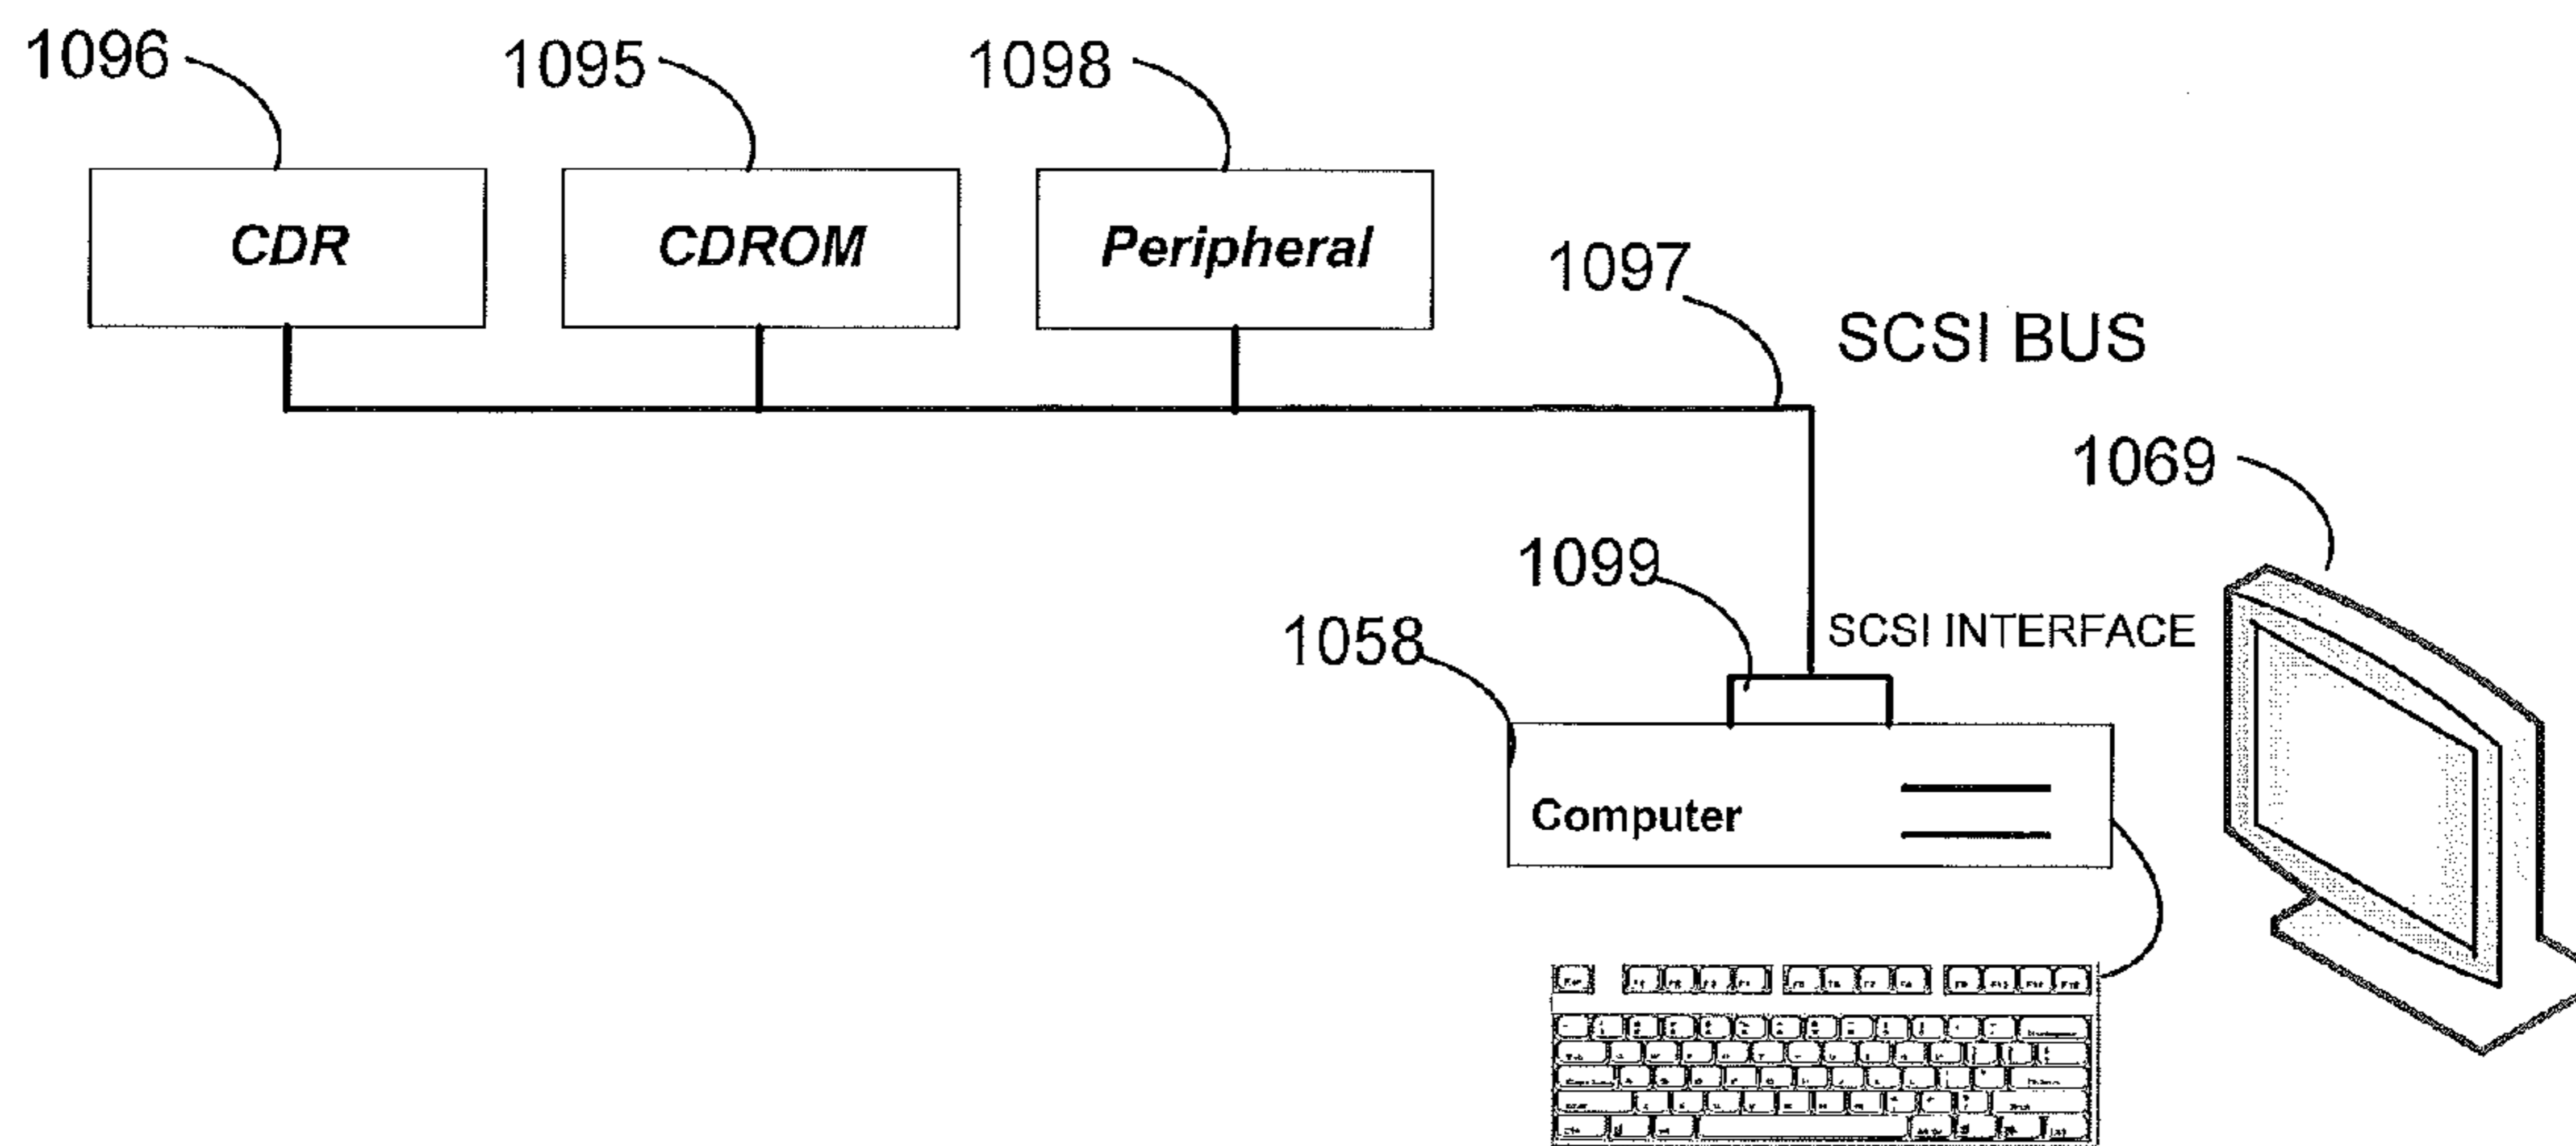 1096
1095
1098
CDR
CDROM
Peripheral
1097
SCSI BUS
1069
1099
SCSI INTERFACE
1058
Computer